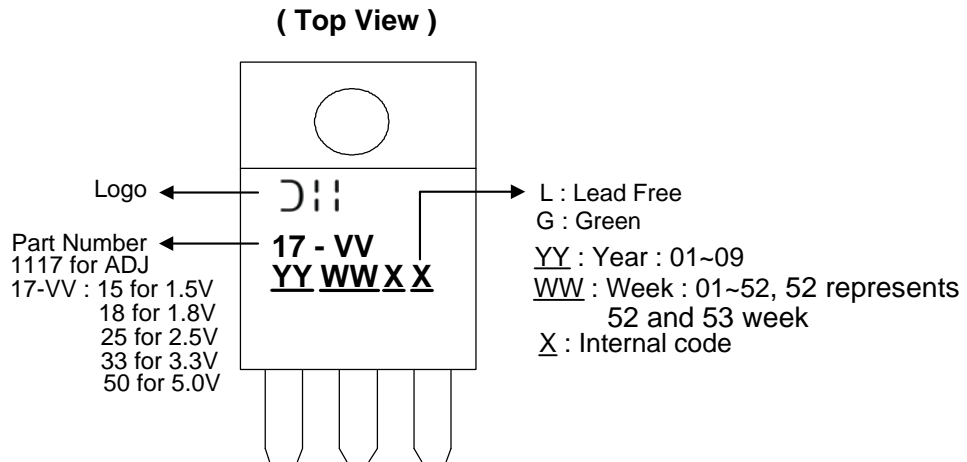 ( Top View )
Logo
Part Number
1117 for ADJ
17-VV : 15 for 1.5V
18 for 1.8V
25 for 2.5V
33 for 3.3V
50 for 5.0V
17 - VV
YY WW X X
L : Lead Free
G : Green
YY : Year : 01~09
WW : Week : 01~52, 52 represents
52 and 53 week
X : Internal code